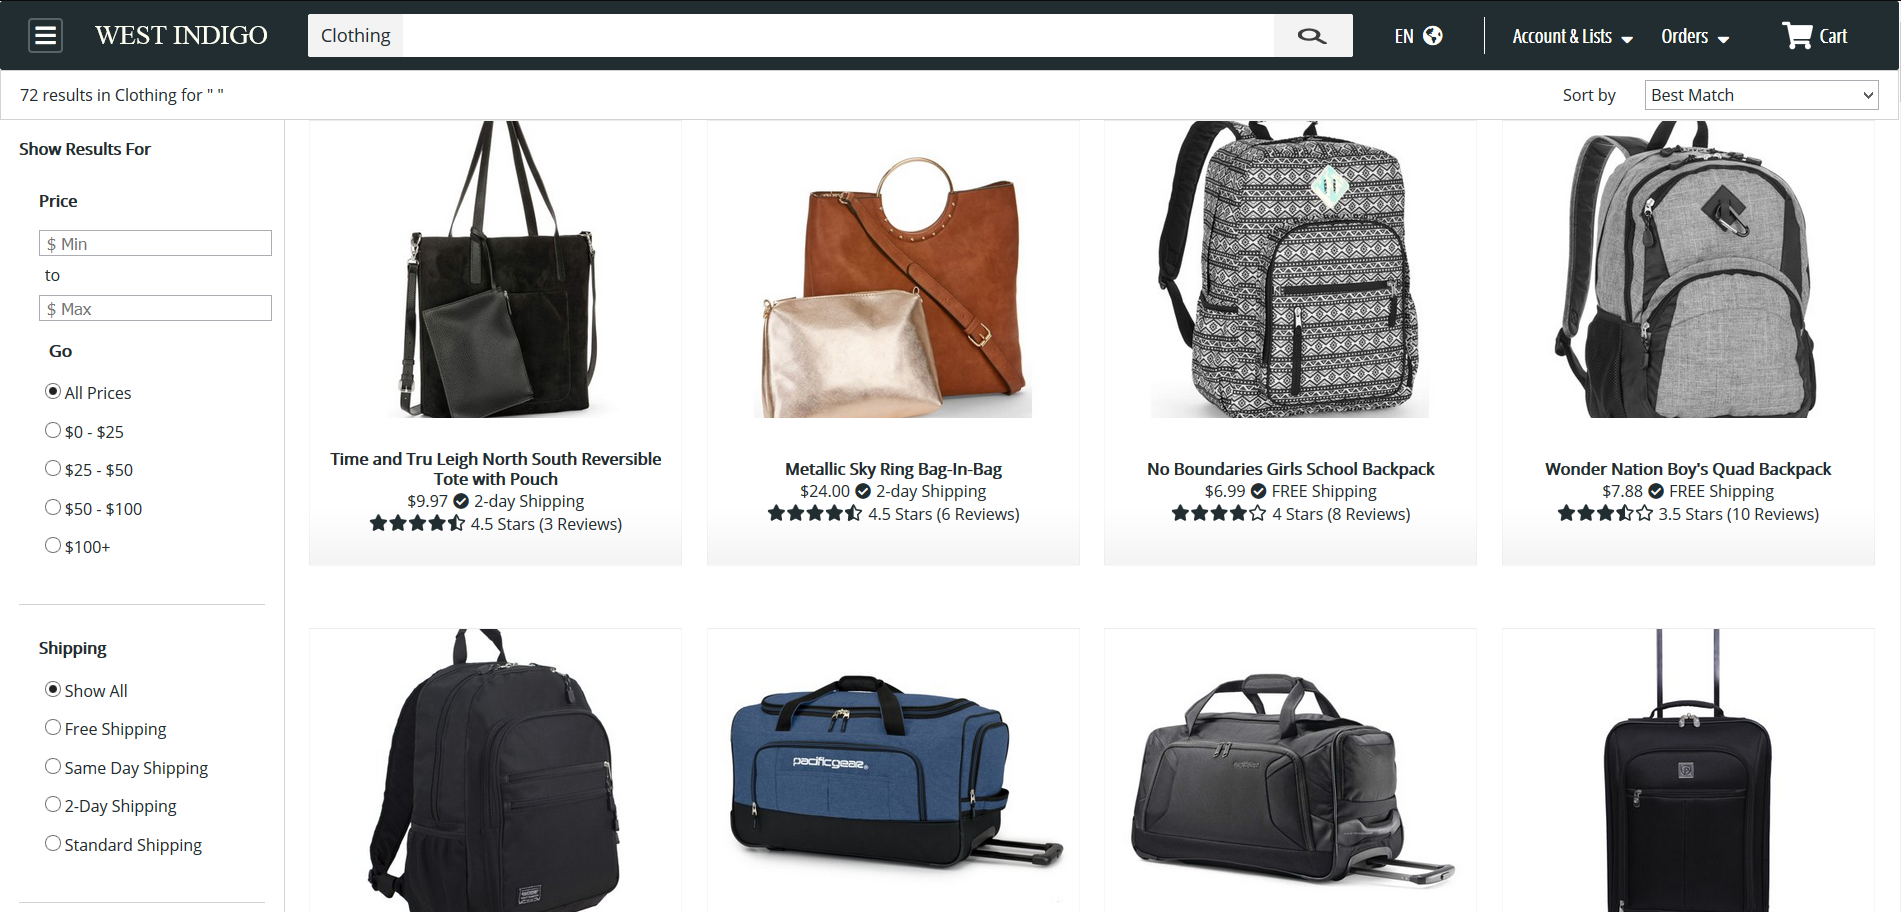 WEST INDIGO
Clothing
EN
Account & Lists
Orders
Cart
72 results in Clothing for " "
Sort by
Best Match
Show Results For
Price
$ Min
to
$ Max
Go
All Prices
$0 - $25
$25 - $50
$50 - $100
$100+
Shipping
Show All
Free Shipping
Same Day Shipping
2-Day Shipping
Standard Shipping
Time and Tru Leigh North South Reversible
Tote with Pouch
$9.97 2-day Shipping
4.5 Stars (3 Reviews)
Metallic Sky Ring Bag-In-Bag
$24.00 2-day Shipping
4.5 Stars (6 Reviews)
No Boundaries Girls School Backpack
$6.99 FREE Shipping
4 Stars (8 Reviews)
Wonder Nation Boy's Quad Backpack
$7.88 FREE Shipping
3.5 Stars (10 Reviews)
pacificgear®